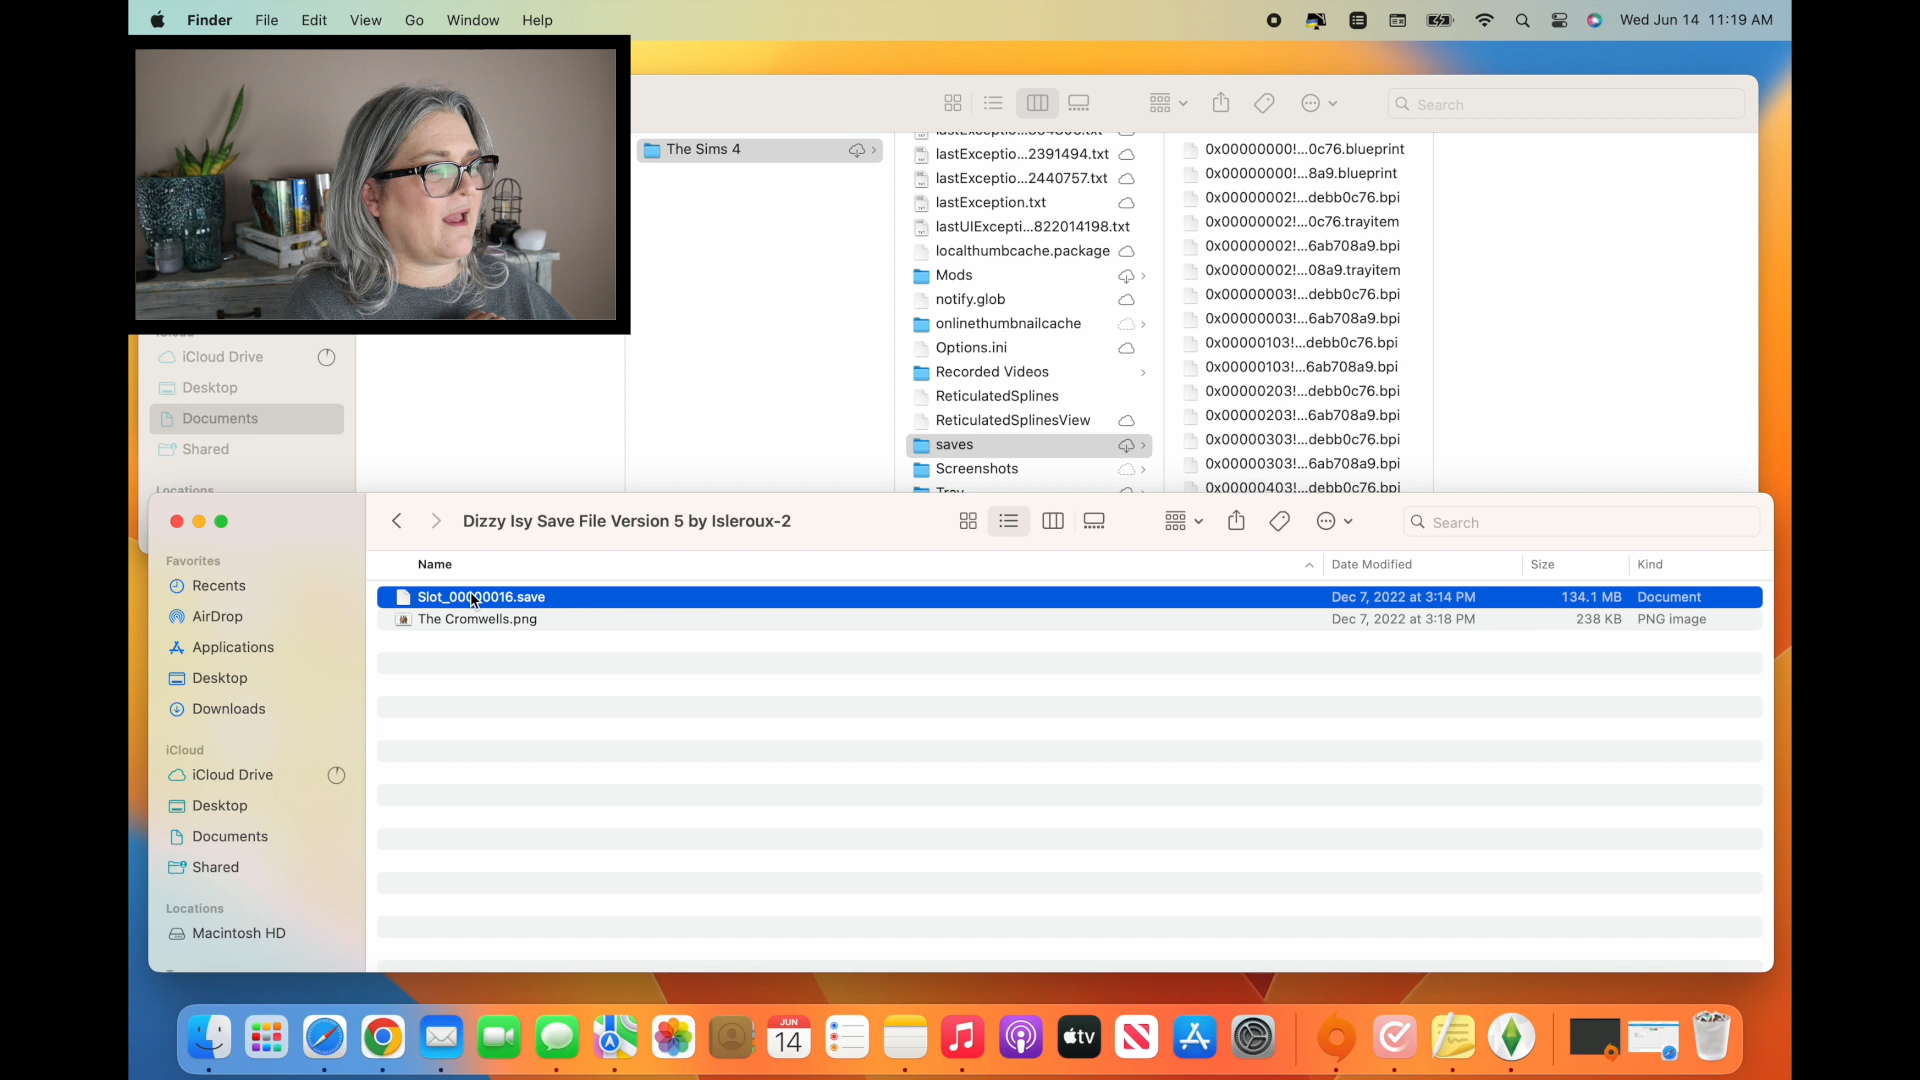 Finder File Edit View Go Window Help
Wed Jun 14 11:19 AM
Search
The Sims 4
lastExceptio...2391494.txt
lastExceptio...2440757.txt
lastException.txt
lastUIExcepti...822014198.txt
localthumbcache.package
Mods
notify.glob
onlinethumbnailcache
Options.ini
Recorded Videos
ReticulatedSplines
ReticulatedSplinesView
saves
Screenshots
Tray
0x00000000!...0c76.blueprint
0x00000000!...8a9.blueprint
0x00000002!...debb0c76.bpi
0x00000002!...0c76.trayitem
0x00000002!...6ab708a9.bpi
0x00000002!...08a9.trayitem
0x00000003!...debb0c76.bpi
0x00000003!...6ab708a9.bpi
0x00000103!...debb0c76.bpi
0x00000103!...6ab708a9.bpi
0x00000203!...debb0c76.bpi
0x00000203!...6ab708a9.bpi
0x00000303!...debb0c76.bpi
0x00000303!...6ab708a9.bpi
0x00000403!...debb0c76.bpi
iCloud
iCloud Drive
Desktop
Documents
Shared
Locations
Dizzy Isy Save File Version 5 by Isleroux-2
Search
Favorites
Recents
AirDrop
Applications
Desktop
Downloads
iCloud
iCloud Drive
Desktop
Documents
Shared
Locations
Macintosh HD
Name Date Modified Size Kind
Slot_00000016.save Dec 7, 2022 at 3:14 PM 134.1 MB Document
The Cromwells.png Dec 7, 2022 at 3:18 PM 238 KB PNG image
JUN
14
tv